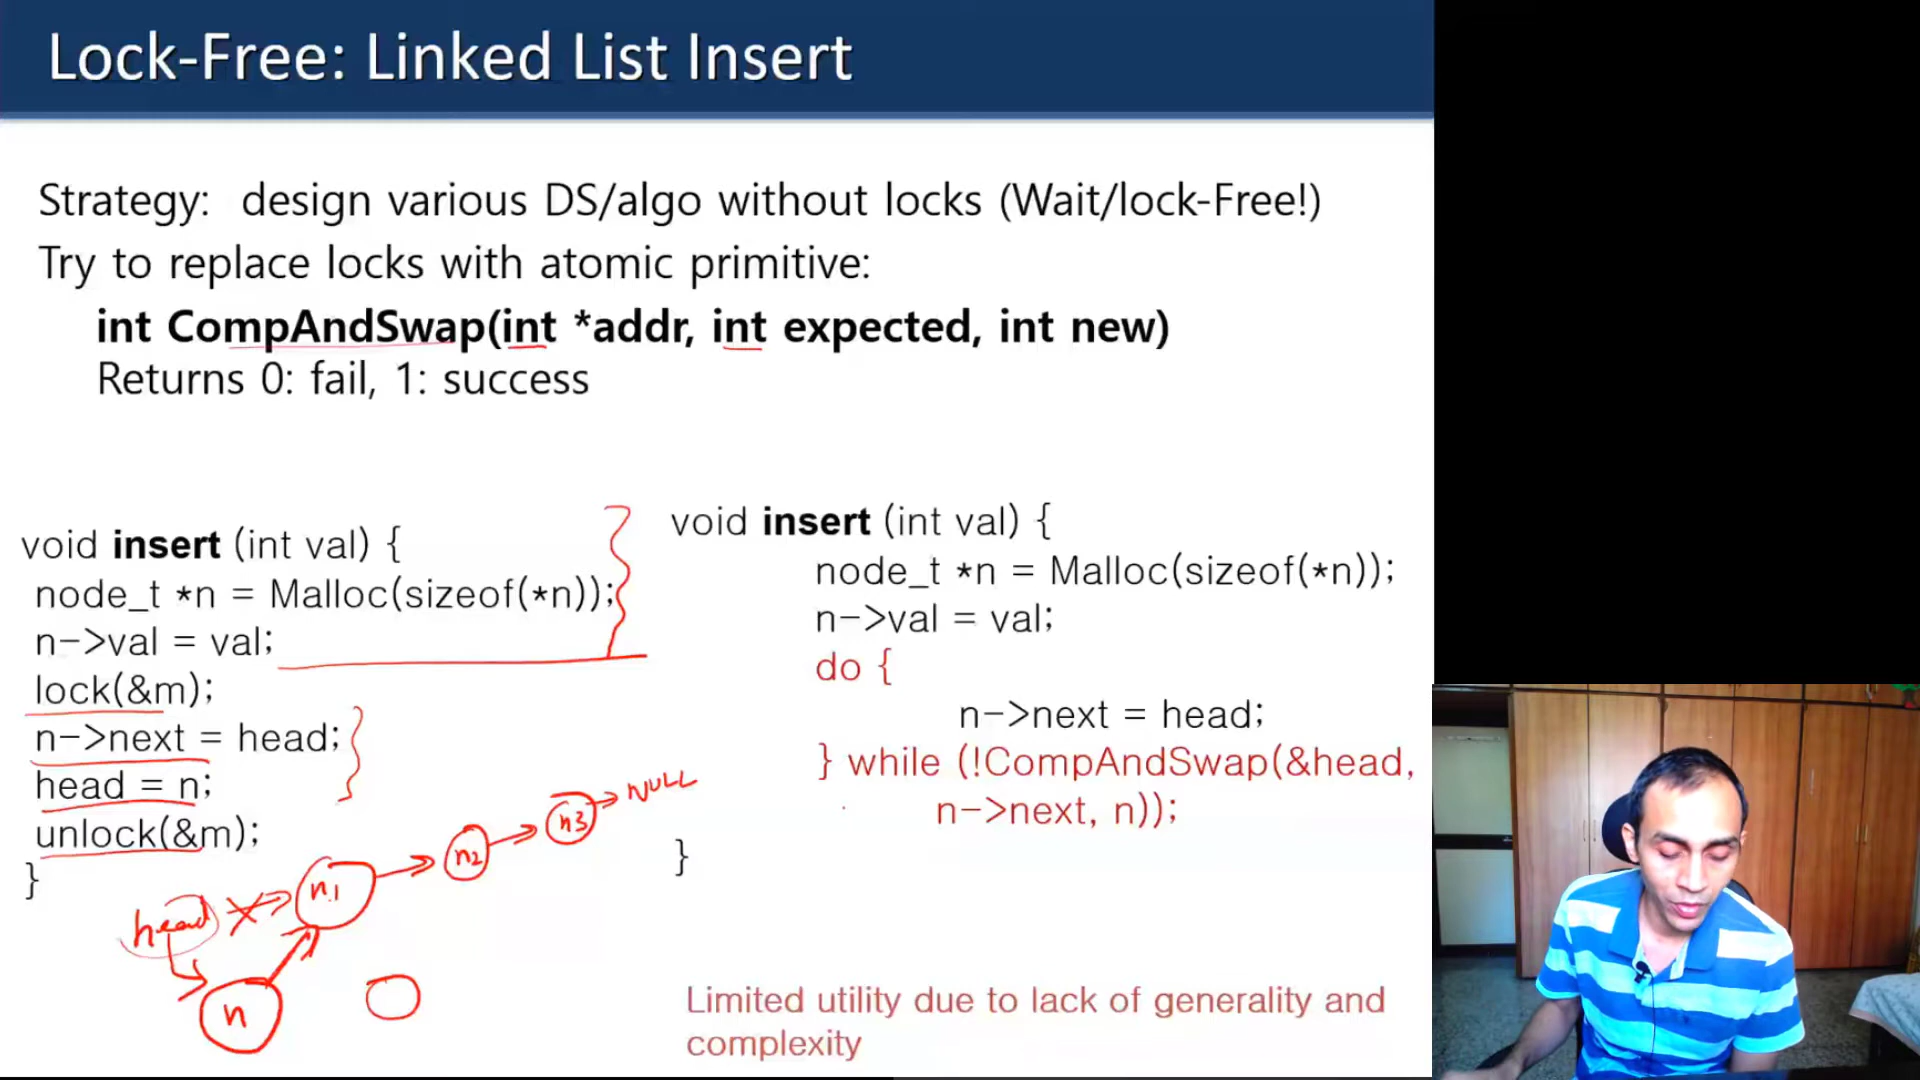 Lock-Free: Linked List Insert
Strategy: design various DS/algo without locks (Wait/lock-Free!)
Try to replace locks with atomic primitive:
int CompAndSwap(int *addr, int expected, int new)
Returns 0: fail, 1: success
void insert (int val) {
node_t *n = Malloc(sizeof(*n));
n->val = val;
lock(&m);
n->next = head;
head = n;
unlock(&m);
}
head
n1
n2
n3
NULL
n
void insert (int val) {
node_t *n = Malloc(sizeof(*n));
n->val = val;
do {
n->next = head;
} while (!CompAndSwap(&head,
n->next, n));
}
Limited utility due to lack of generality and
complexity